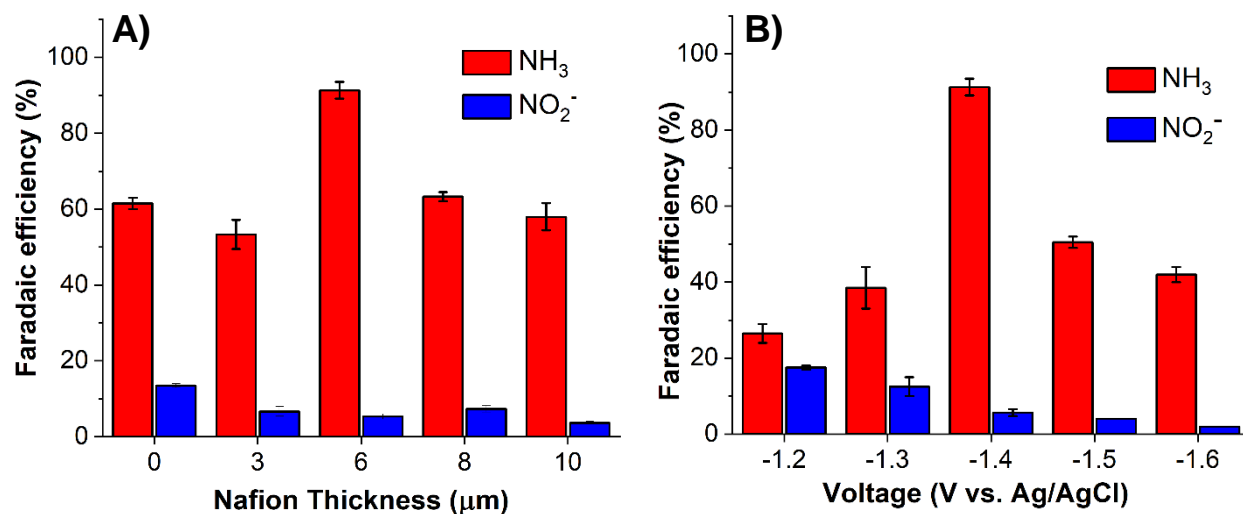 A)
NH₃
NO₂⁻
Faradaic efficiency (%)
100
80
60
40
20
0
0 3 6 8 10
Nafion Thickness (μm)
B)
NH₃
NO₂⁻
Faradaic efficiency (%)
100
80
60
40
20
0
-1.2 -1.3 -1.4 -1.5 -1.6
Voltage (V vs. Ag/AgCl)